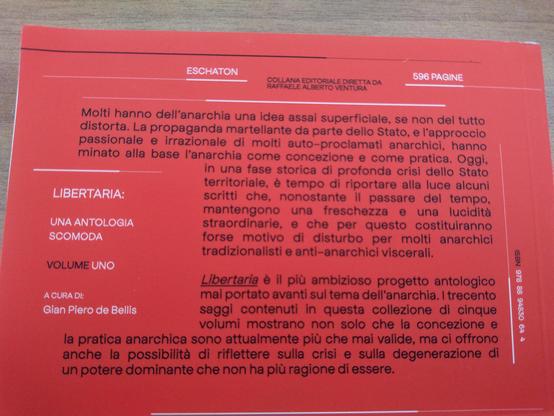 ESCHATON
COLLANA EDITORIALE DIRETTA DA
RAFFAELE ALBERTO VENTURA
596 PAGINE
Molti hanno dell'anarchia una idea assai superficiale, se non del tutto
distorta. La propaganda martellante da parte dello Stato, e l'approccio
passionale e irrazionale di molti auto-proclamati anarchici, hanno
minato alla base l'anarchia come concezione e come pratica. Oggi,
in una fase storica di profonda crisi dello Stato
territoriale, è tempo di riportare alla luce alcuni
scritti che, nonostante il passare del tempo,
mantengono una freschezza e una lucidità
straordinarie, e che per questo costituiranno
forse motivo di disturbo per molti anarchici
tradizionalisti e anti-anarchici viscerali.
LIBERTARIA:
UNA ANTOLOGIA
SCOMODA
VOLUME UNO
A CURA DI:
Gian Piero de Bellis
Libertaria è il più ambizioso progetto antologico
mai portato avanti sul tema dell'anarchia. I trecento
saggi contenuti in questa collezione di cinque
volumi mostrano non solo che la concezione e
la pratica anarchica sono attualmente più che mai valide, ma ci offrono
anche la possibilità di riflettere sulla crisi e sulla degenerazione di
un potere dominante che non ha più ragione di essere.
ISBN 978 88 94830 64 4